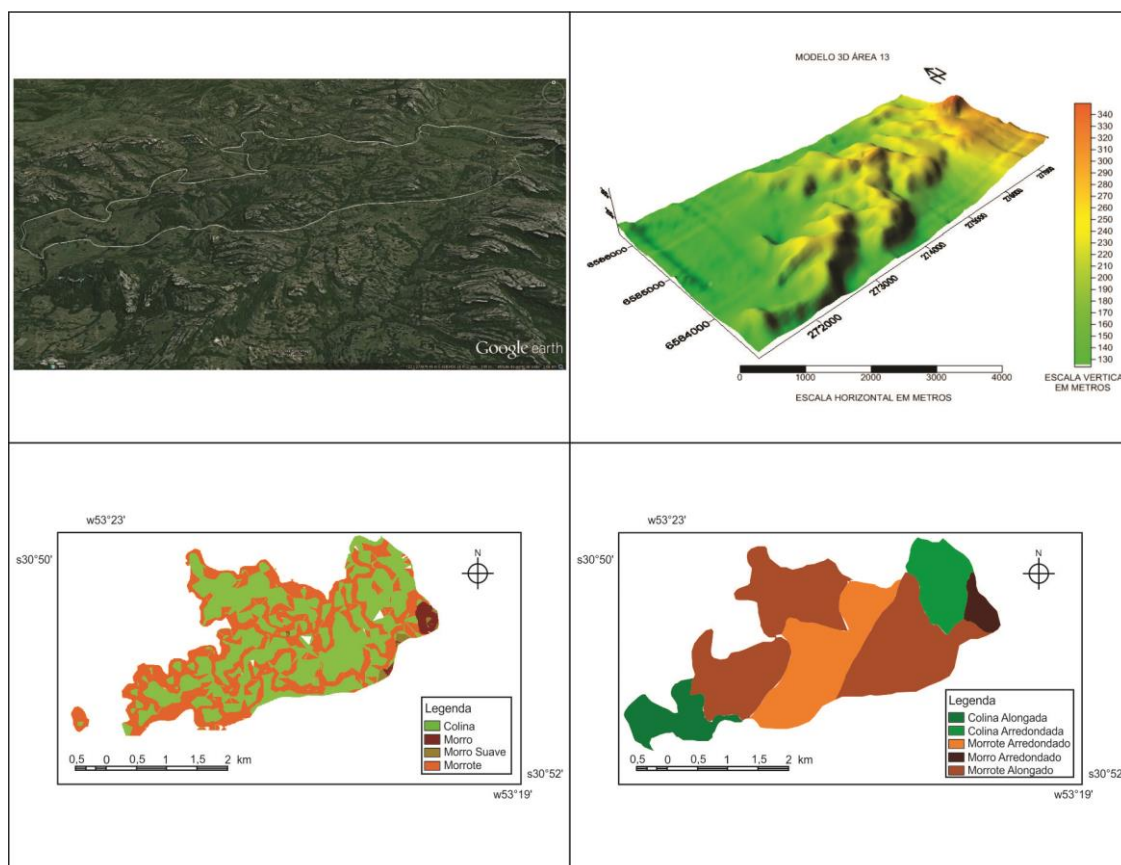 Google earth
MODELO 3D ÁREA 13
340
330
320
310
300
290
280
270
260
250
240
230
220
210
200
190
180
170
160
150
140
130
6586000
6585000
6584000
272000
273000
274000
275000
276000
0 1000 2000 3000 4000
ESCALA HORIZONTAL EM METROS
ESCALA VERTICA
EM METROS
w53°23'
s30°50'
N
Legenda
Colina
Morro
Morro Suave
Morrote
0,5 0 0,5 1 1,5 2 km
s30°52'
w53°19'
w53°23'
s30°50'
N
Legenda
Colina Alongada
Colina Arredondada
Morrote Arredondado
Morro Arredondado
Morrote Alongado
0,5 0 0,5 1 1,5 2 km
s30°52'
w53°19'